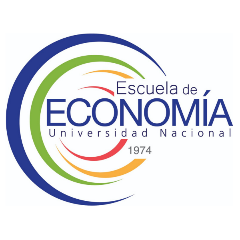 Escuela de
ECONOMÍA
Universidad Nacional
1974